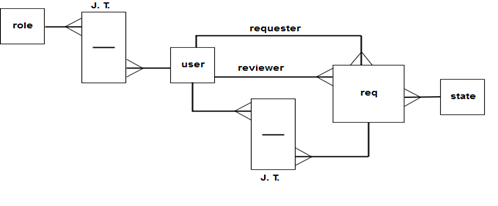 J. T.
role
requester
user
reviewer
req
state
J. T.